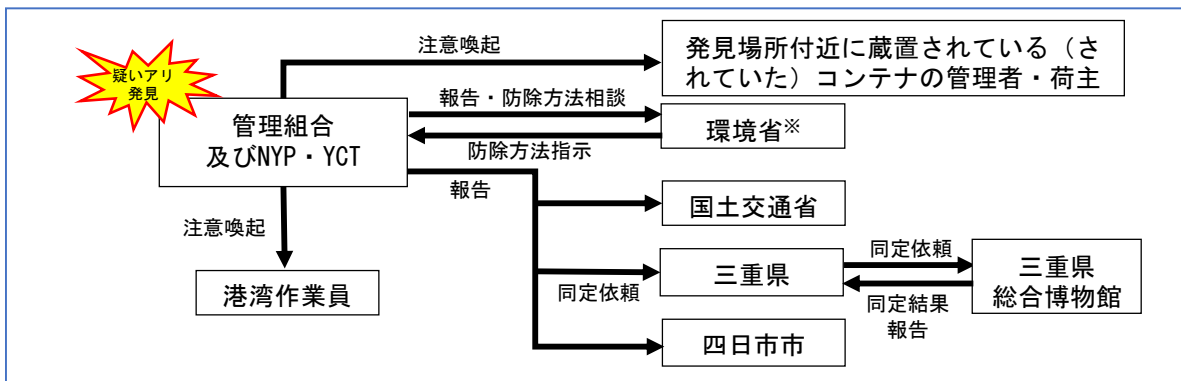 疑いアリ
発見
注意喚起
発見場所付近に蔵置されている（さ
れていた）コンテナの管理者・荷主
管理組合
及びNYP・YCT
報告・防除方法相談
環境省※
防除方法指示
報告
国土交通省
注意喚起
港湾作業員
三重県
同定依頼
同定依頼
三重県
総合博物館
同定結果
報告
四日市市